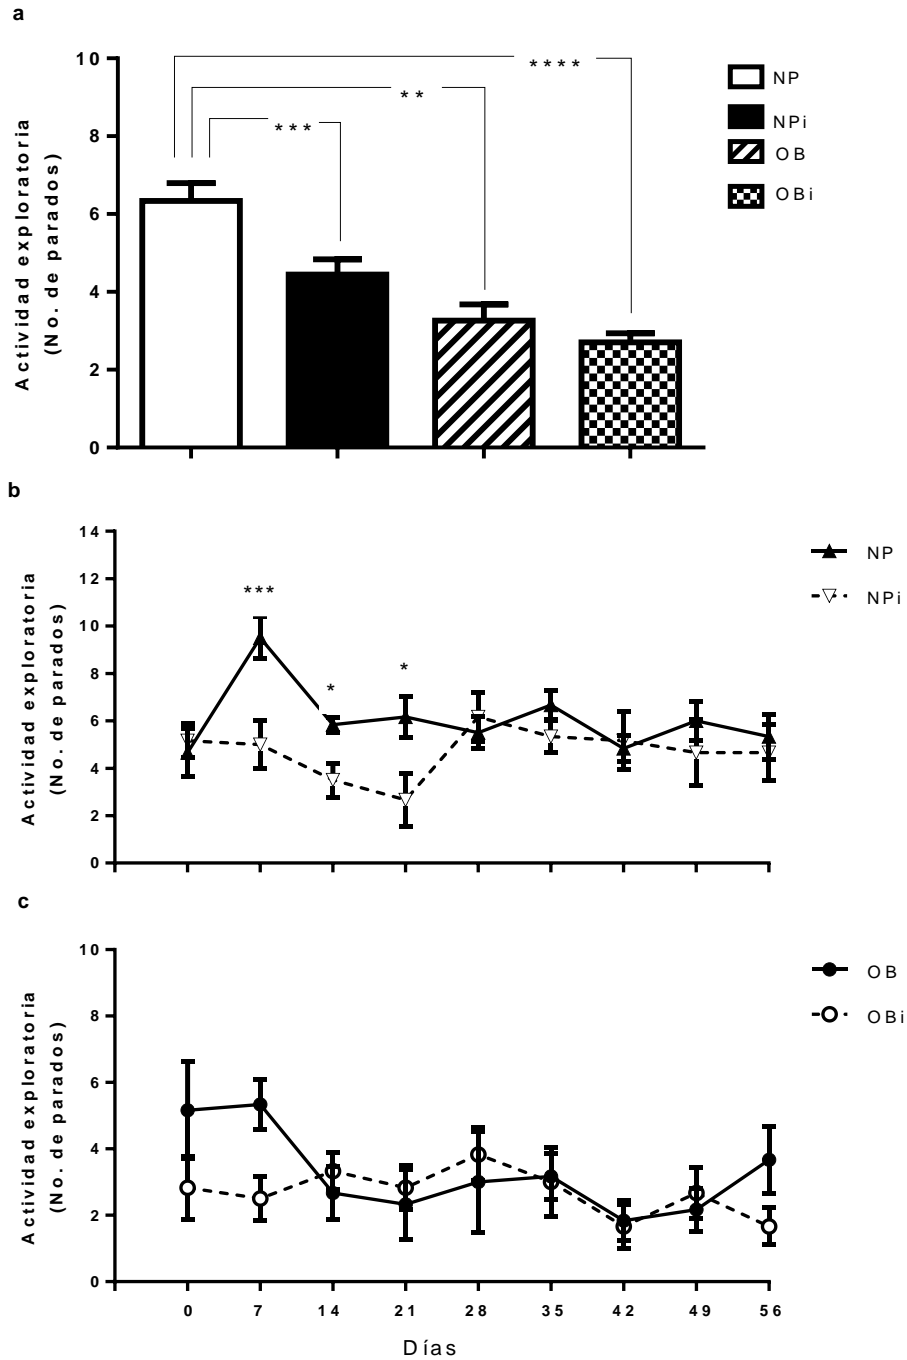 a
10
8
6
4
2
0
Actividad exploratoria
(No. de parados)
****
**
***
NP
NPi
OB
OBi
b
14
12
10
8
6
4
2
0
Actividad exploratoria
(No. de parados)
***
*
*
NP
NPi
c
10
8
6
4
2
0
Actividad exploratoria
(No. de parados)
OB
OBi
0 7 14 21 28 35 42 49 56
Días